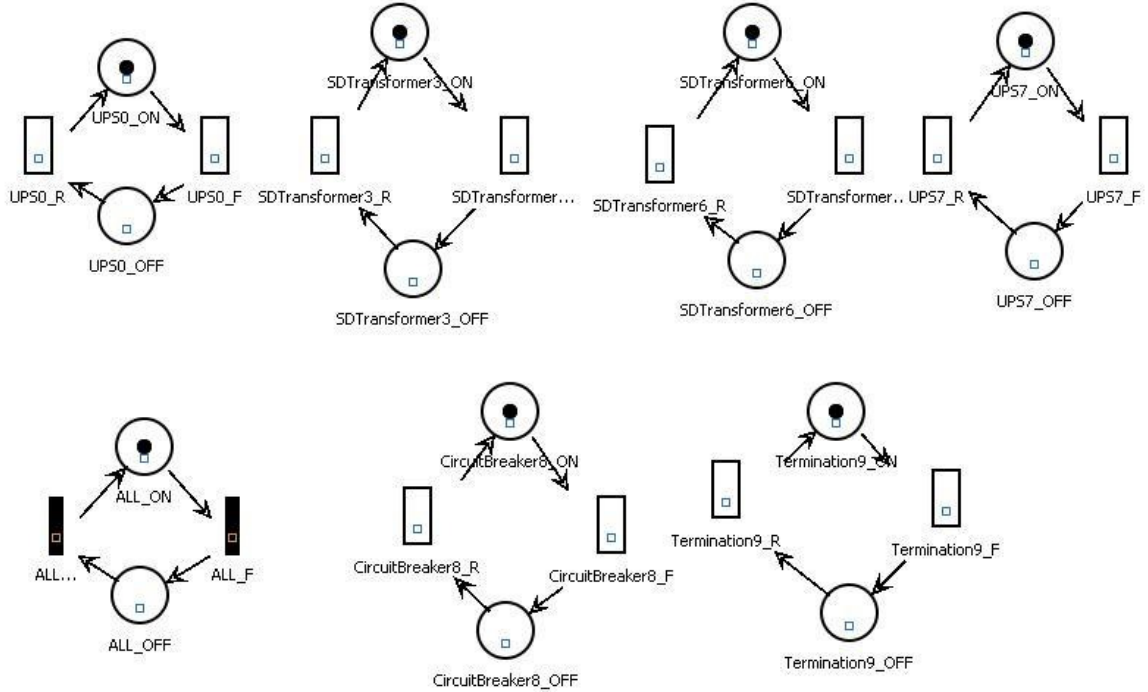 UPS0_ON
UPS0_R
UPS0_F
UPS0_OFF
SDTransformer3_ON
SDTransformer3_R
SDTransformer...
SDTransformer3_OFF
SDTransformer6_ON
SDTransformer6_R
SDTransformer..
SDTransformer6_OFF
UPS7_ON
UPS7_R
UPS7_F
UPS7_OFF
ALL_ON
ALL...
ALL_F
ALL_OFF
CircuitBreaker8_ON
CircuitBreaker8_R
CircuitBreaker8_F
CircuitBreaker8_OFF
Termination9_ON
Termination9_R
Termination9_F
Termination9_OFF